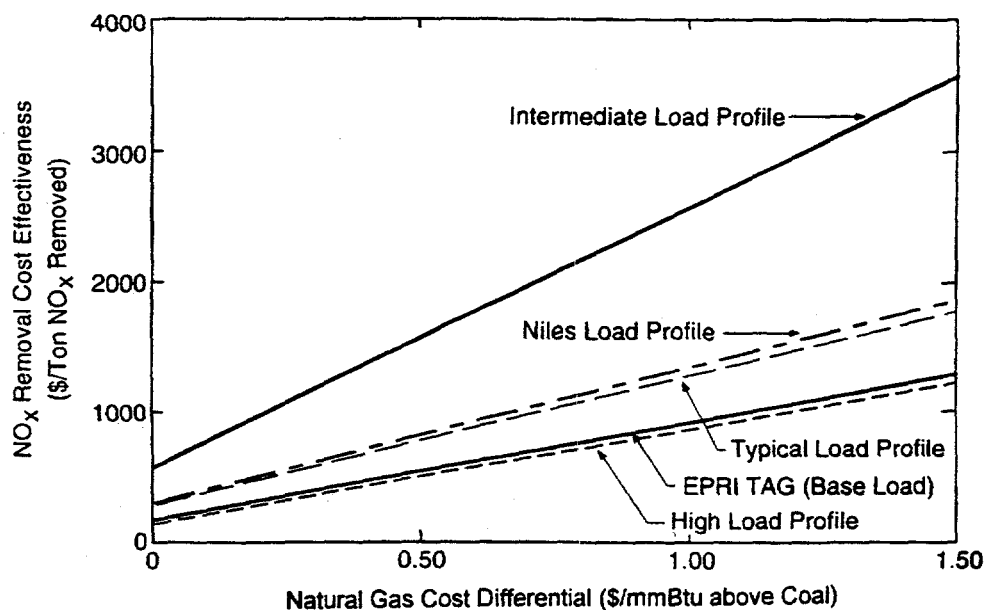 4000
3000
2000
1000
0
NOX Removal Cost Effectiveness
($/Ton NOX Removed)
Intermediate Load Profile
Niles Load Profile
Typical Load Profile
EPRI TAG (Base Load)
High Load Profile
0 0.50 1.00 1.50
Natural Gas Cost Differential ($/mmBtu above Coal)